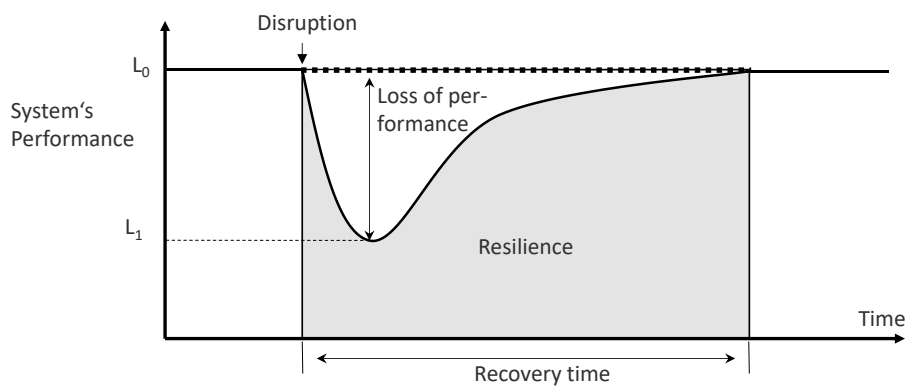 Disruption
L₀
Loss of per-
formance
System‘s
Performance
L₁
Resilience
Time
Recovery time